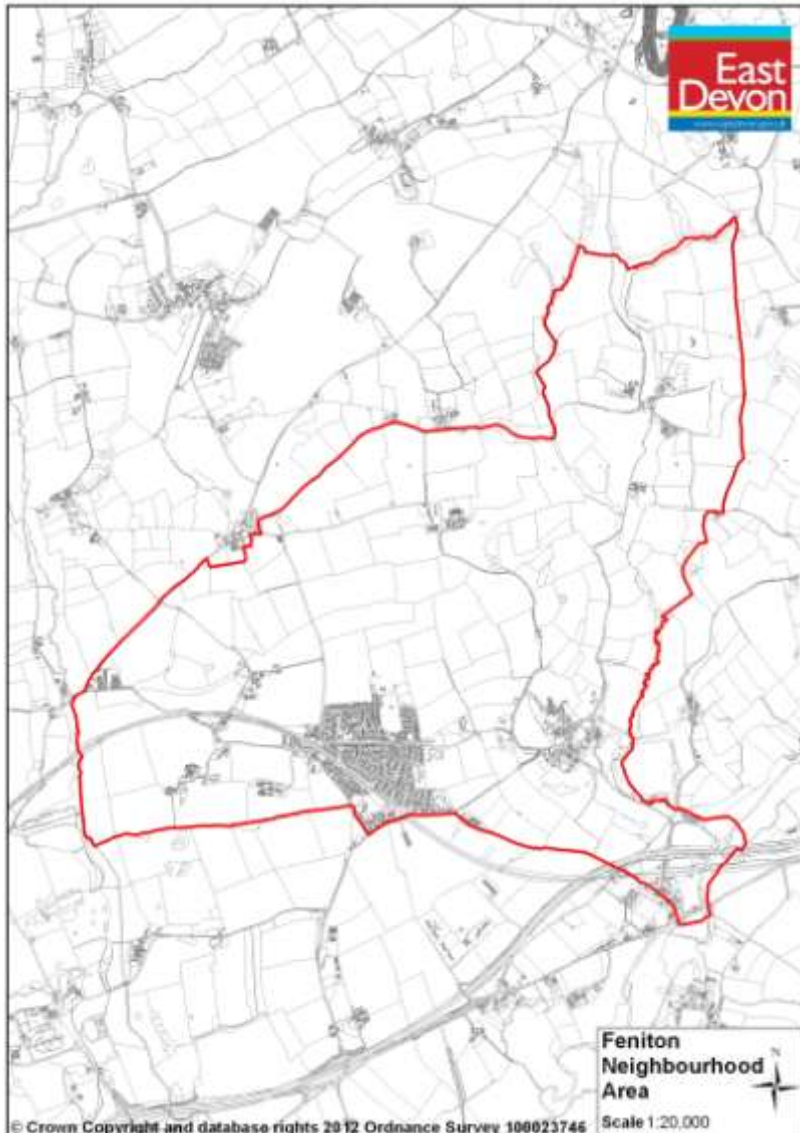 East
Devon
Feniton
Neighbourhood
Area
N
Scale 1:20,000
© Crown Copyright and database rights 2012 Ordnance Survey 100023746